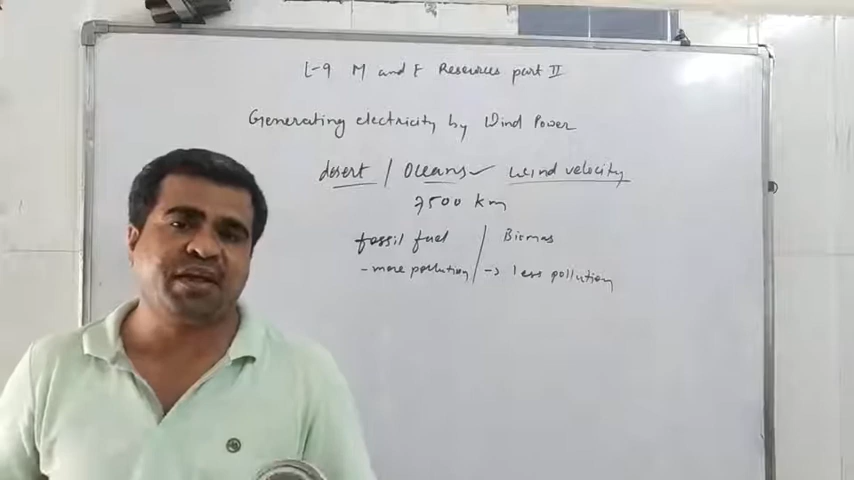 L-9 M and E Resources part II
Generating electricity by Wind Power
desert / Oceans wind velocity
7500 km
fossil fuel / Biomas
- more pollution / → less pollution